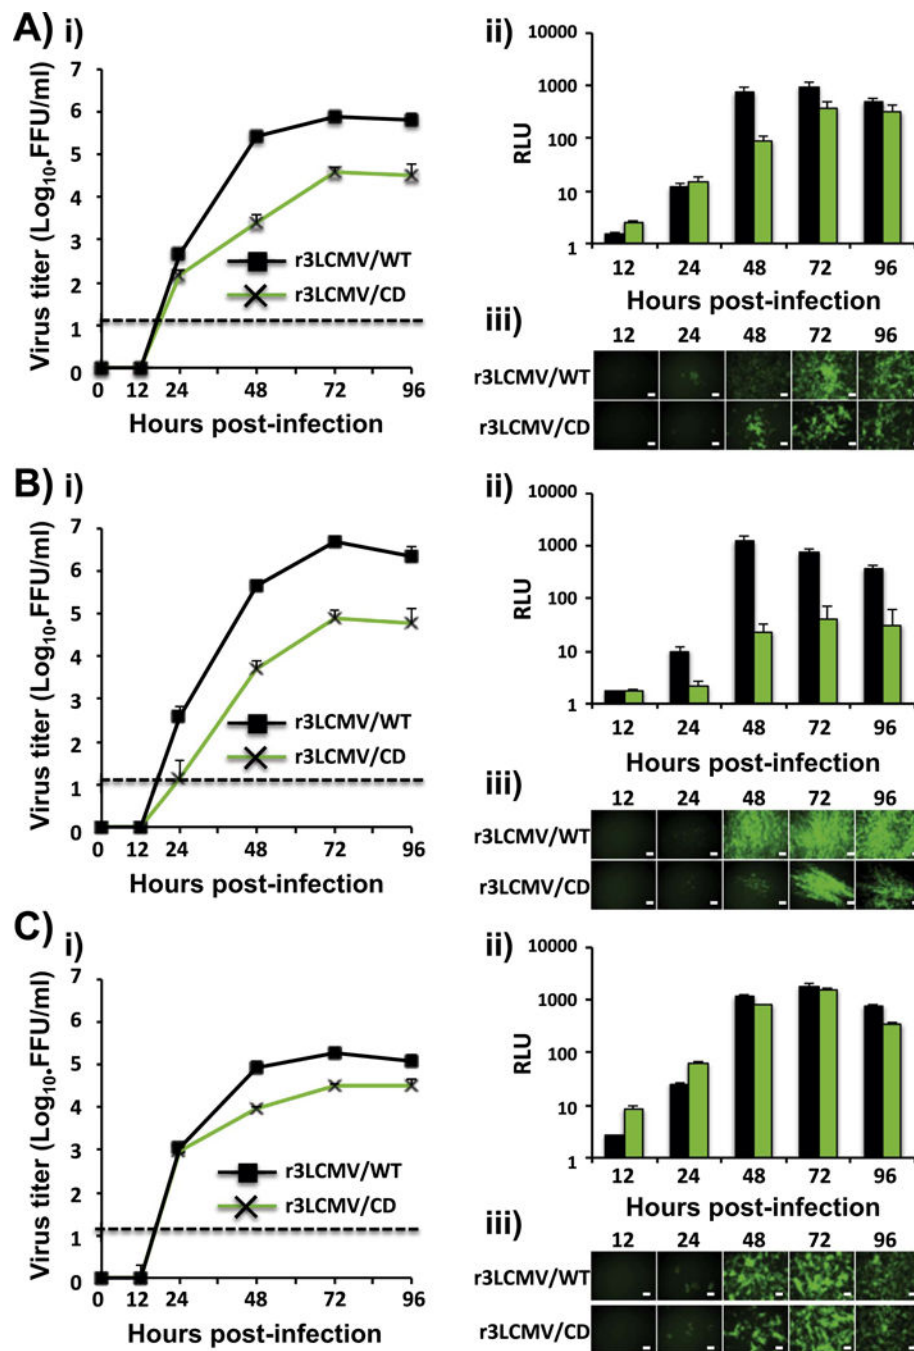 A) i)
7
6
5
4
3
2
1
0
Virus titer (Log10.FFU/ml)
r3LCMV/WT
r3LCMV/CD
0 12 24 48 72 96
Hours post-infection
ii)
10000
1000
100
10
1
RLU
12 24 48 72 96
Hours post-infection
iii)
12 24 48 72 96
r3LCMV/WT
r3LCMV/CD
B) i)
7
6
5
4
3
2
1
0
Virus titer (Log10.FFU/ml)
r3LCMV/WT
r3LCMV/CD
0 12 24 48 72 96
Hours post-infection
ii)
10000
1000
100
10
1
RLU
12 24 48 72 96
Hours post-infection
iii)
12 24 48 72 96
r3LCMV/WT
r3LCMV/CD
C) i)
7
6
5
4
3
2
1
0
Virus titer (Log10.FFU/ml)
r3LCMV/WT
r3LCMV/CD
0 12 24 48 72 96
Hours post-infection
ii)
10000
1000
100
10
1
RLU
12 24 48 72 96
Hours post-infection
iii)
12 24 48 72 96
r3LCMV/WT
r3LCMV/CD